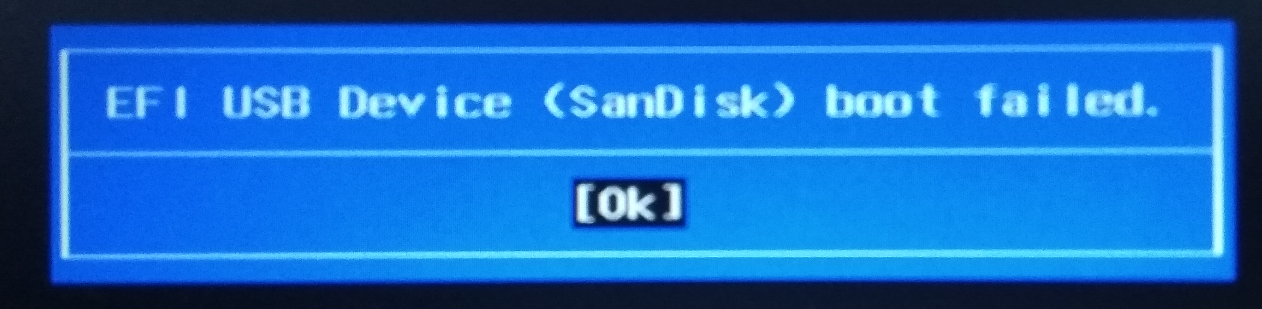 EFI USB Device (SanDisk) boot failed.
[Ok]